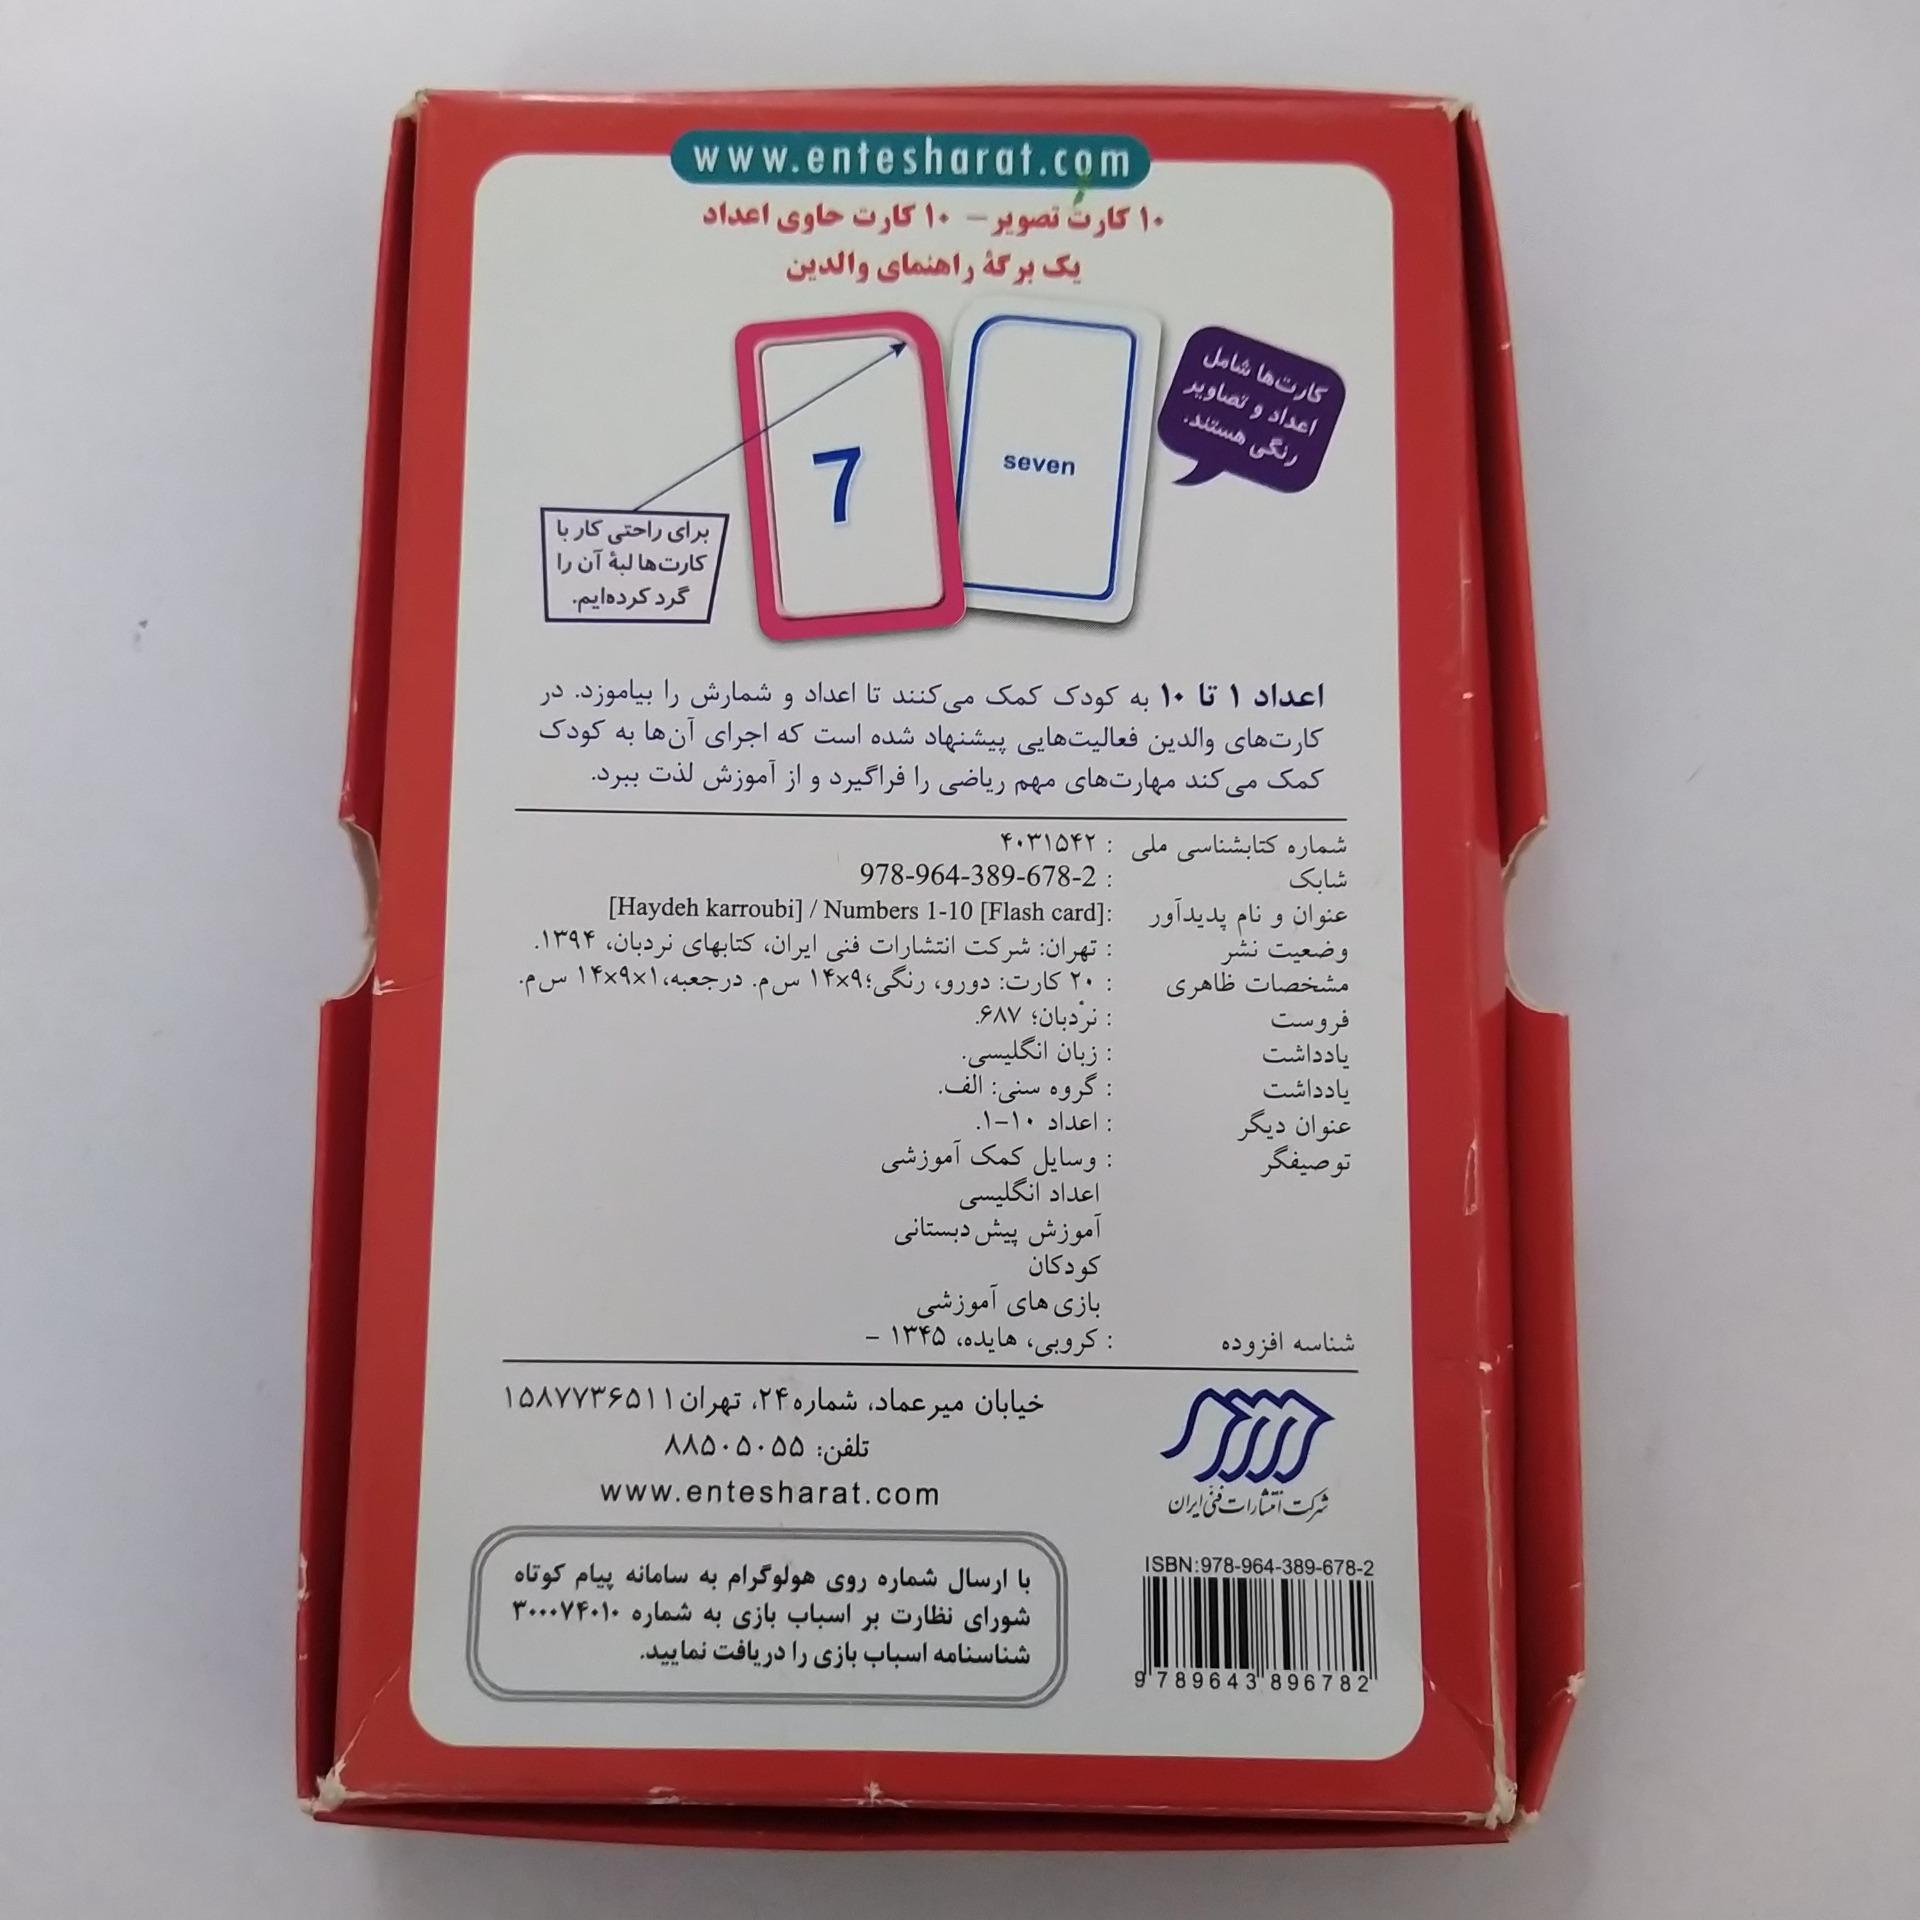 www.entesharat.com
۱۰ کارت تصویر – ۱۰ کارت حاوی اعداد
یک برگهٔ راهنمای والدین
کارت‌ها شامل
اعداد و تصاویر
رنگی هستند.
seven
7
برای راحتی کار با
کارت‌ها لبهٔ آن را
گرد کرده‌ایم.
اعداد ۱ تا ۱۰ به کودک کمک می‌کنند تا اعداد و شمارش را بیاموزد. در
کارت‌های والدین فعالیت‌هایی پیشنهاد شده است که اجرای آن‌ها به کودک
کمک می‌کند مهارت‌های مهم ریاضی را فراگیرد و از آموزش لذت ببرد.
شماره کتابشناسی ملی : ۴۰۳۱۵۴۲
شابک : 978-964-389-678-2
عنوان و نام پدیدآور : [Haydeh karroubi] / Numbers 1-10 [Flash card]
وضعیت نشر : تهران: شرکت انتشارات فنی ایران، کتابهای نردبان، ۱۳۹۴.
مشخصات ظاهری : ۲۰ کارت: دورو، رنگی؛ ۹×۱۴ س‌م. درجعبه، ۱×۹×۱۴ س‌م.
فروست : نرْدبان؛ ۶۸۷.
یادداشت : زبان انگلیسی.
یادداشت : گروه سنی: الف.
عنوان دیگر : اعداد ۱۰-۱.
توصیفگر : وسایل کمک آموزشی
اعداد انگلیسی
آموزش پیش دبستانی
کودکان
بازی های آموزشی
شناسه افزوده : کروبی، هایده، ۱۳۴۵ -
خیابان میرعماد، شماره ۲۴، تهران ۱۵۸۷۷۳۶۵۱۱
تلفن: ۸۸۵۰۵۰۵۵
www.entesharat.com
شرکت انتشارات فنی ایران
با ارسال شماره روی هولوگرام به سامانه پیام کوتاه
شورای نظارت بر اسباب بازی به شماره ۳۰۰۰۷۴۰۱۰
شناسنامه اسباب بازی را دریافت نمایید.
ISBN:978-964-389-678-2
9 789643 896782